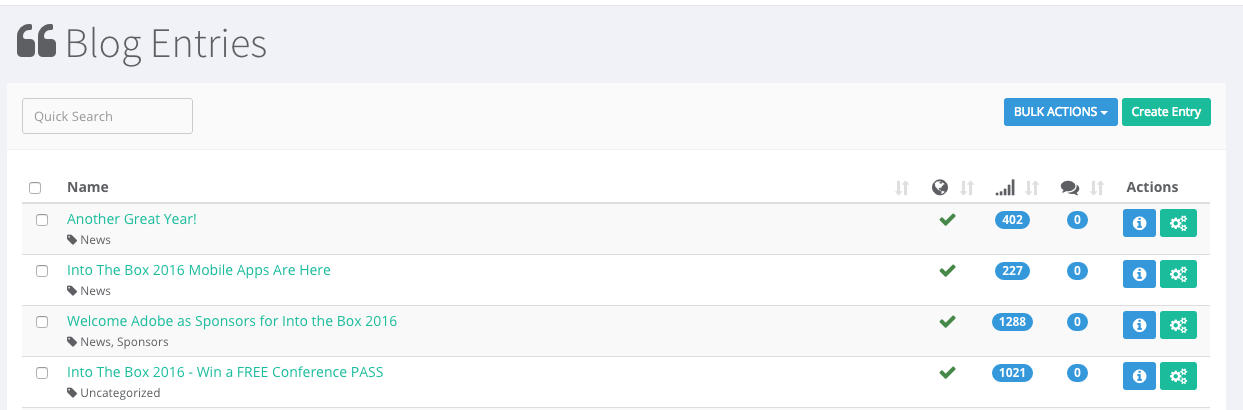 Blog Entries
Quick Search
BULK ACTIONS
Create Entry
Name
Actions
Another Great Year!
402
0
News
Into The Box 2016 Mobile Apps Are Here
227
0
News
Welcome Adobe as Sponsors for Into the Box 2016
1288
0
News, Sponsors
Into The Box 2016 - Win a FREE Conference PASS
1021
0
Uncategorized